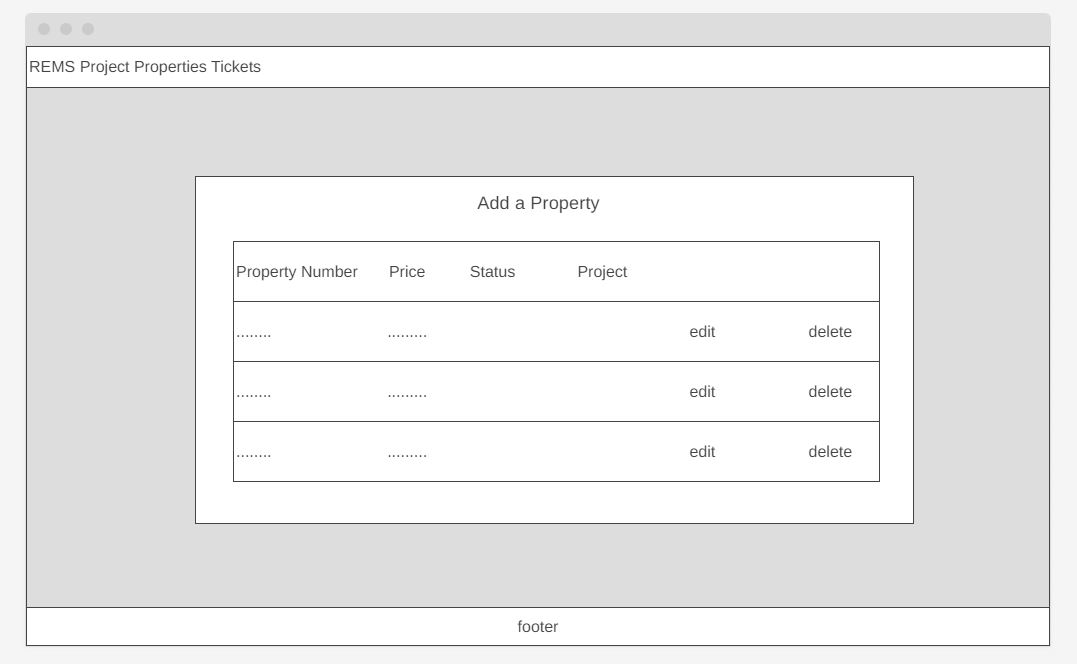 REMS Project Properties Tickets
Add a Property
Property Number Price Status Project
........ ......... edit delete
........ ......... edit delete
........ ......... edit delete
footer